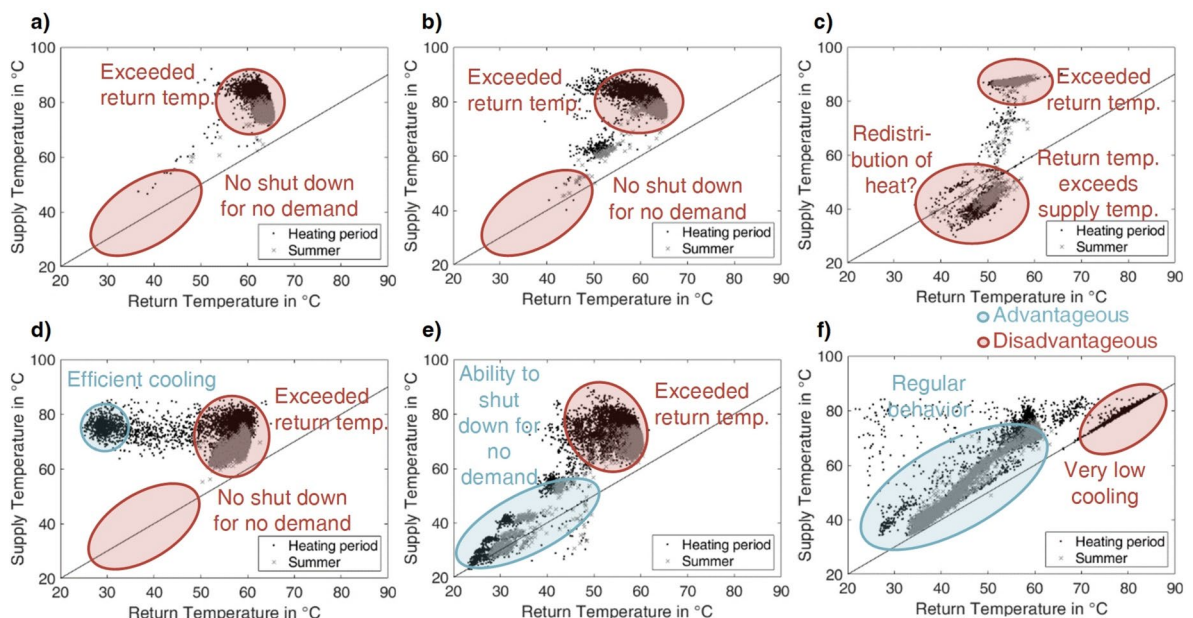 a)
100
80
60
40
20
Supply Temperature in °C
Exceeded
return temp.
No shut down
for no demand
Heating period
Summer
20 30 40 50 60 70 80 90
Return Temperature in °C
b)
100
80
60
40
20
Supply Temperature in °C
Exceeded
return temp.
No shut down
for no demand
Heating period
Summer
20 30 40 50 60 70 80 90
Return Temperature in °C
c)
100
80
60
40
20
Supply Temperature in °C
Exceeded
return temp.
Redistri-
bution of
heat?
Return temp.
exceeds
supply temp.
Heating period
Summer
20 30 40 50 60 70 80 90
Return Temperature in °C
Advantageous
Disadvantageous
d)
100
80
60
40
20
Supply Temperature in °C
Efficient cooling
Exceeded
return temp.
No shut down
for no demand
Heating period
Summer
20 30 40 50 60 70 80 90
Return Temperature in °C
e)
100
80
60
40
20
Supply Temperature in °C
Ability to
shut
down for
no
demand
Exceeded
return temp.
Heating period
Summer
20 30 40 50 60 70 80 90
Return Temperature in °C
f)
100
80
60
40
20
Supply Temperature in °C
Regular
behavior
Very low
cooling
Heating period
Summer
20 30 40 50 60 70 80 90
Return Temperature in °C